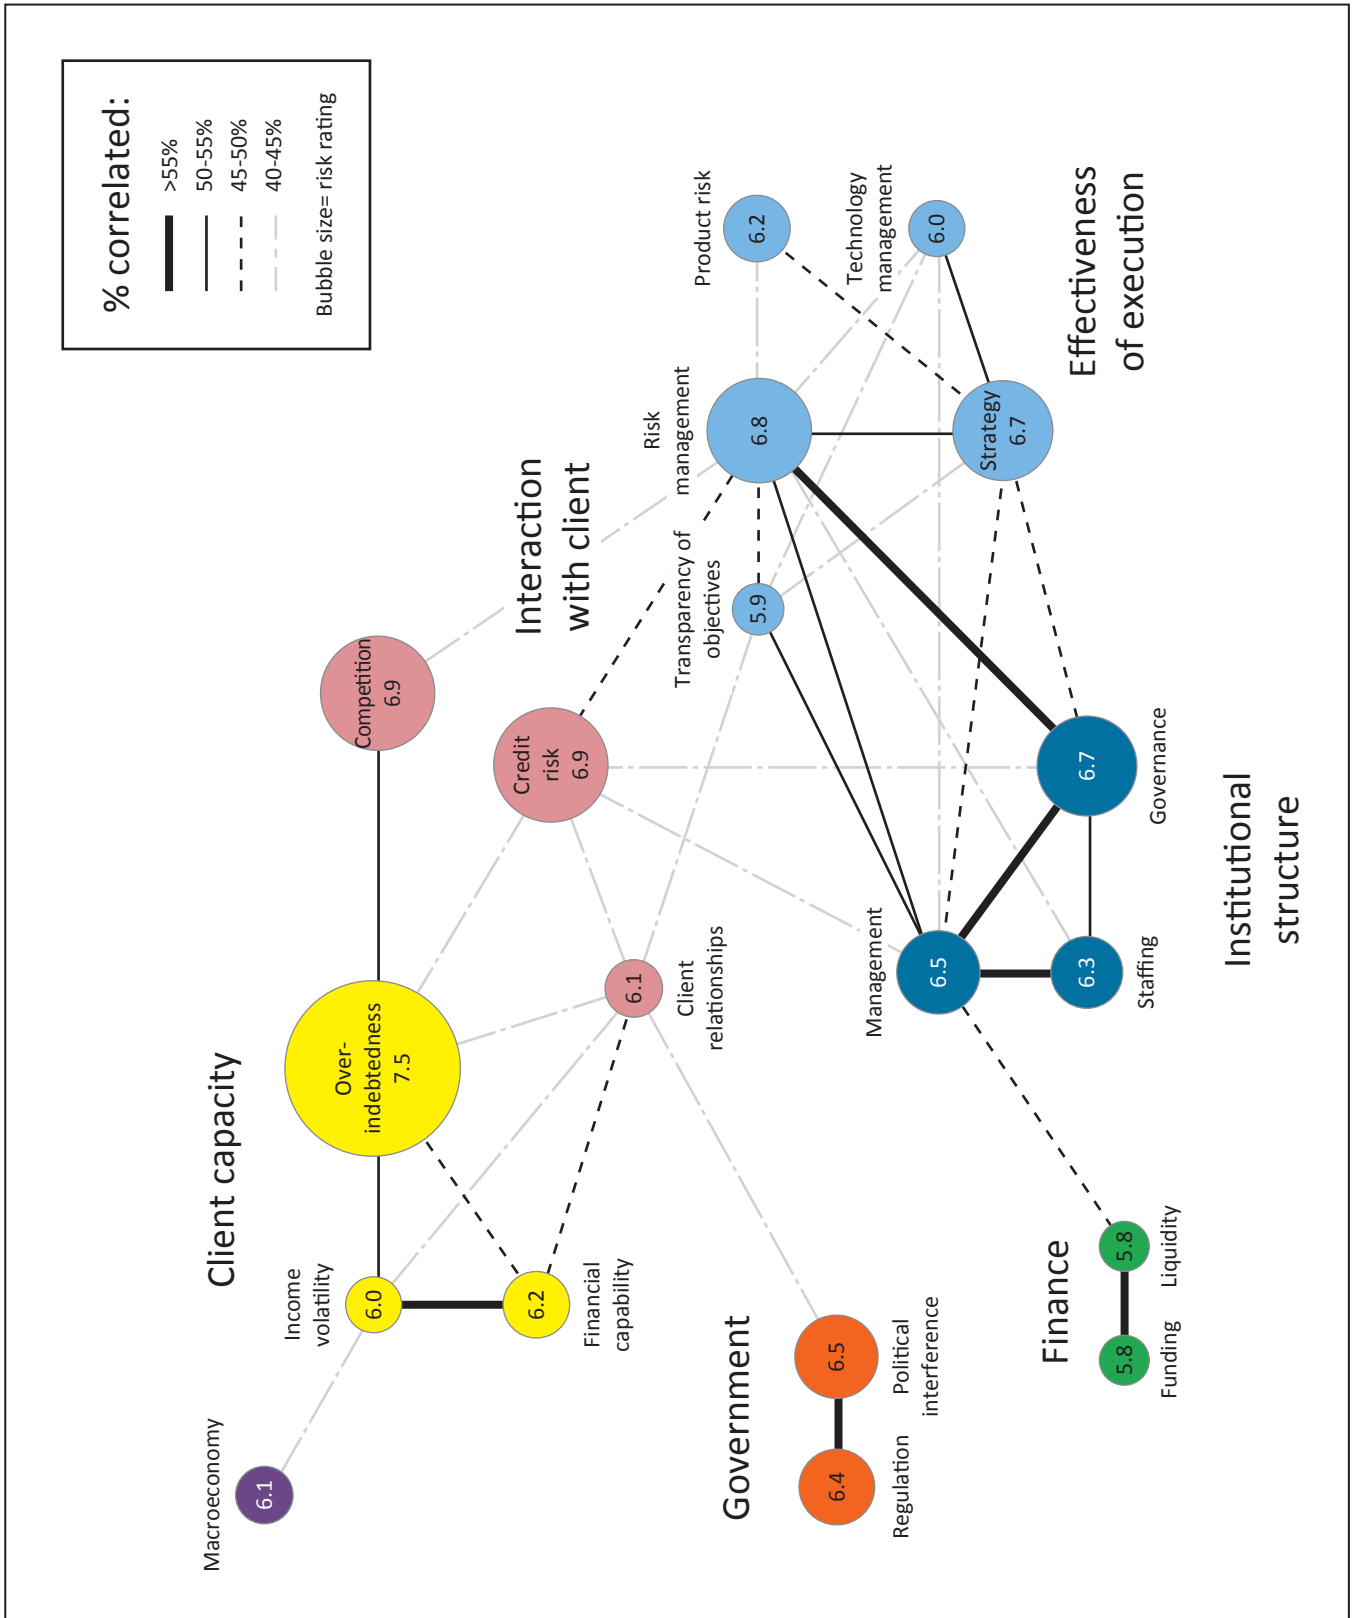 % correlated:
>55%
50-55%
45-50%
40-45%
Bubble size= risk rating
Client capacity
Macroeconomy
6.1
Income
volatility
6.0
Over-
indebtedness
7.5
Competition
6.9
Financial
capability
6.2
Interaction
with client
Credit
risk
6.9
Client
relationships
6.1
Transparency of
objectives
5.9
Risk
management
6.8
Product risk
6.2
Technology
management
6.0
Strategy
6.7
Effectiveness
of execution
Government
Regulation
6.4
Political
interference
6.5
Management
6.5
Staffing
6.3
Governance
6.7
Institutional
structure
Finance
Funding
5.8
Liquidity
5.8